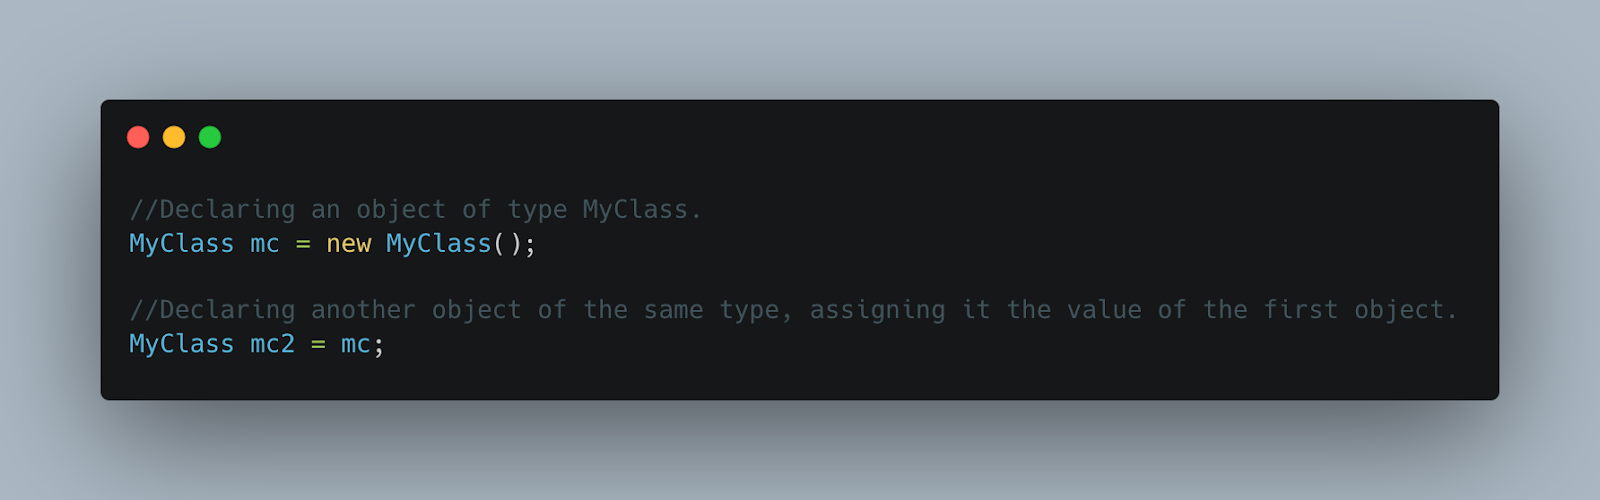 //Declaring an object of type MyClass.
MyClass mc = new MyClass();
//Declaring another object of the same type, assigning it the value of the first object.
MyClass mc2 = mc;